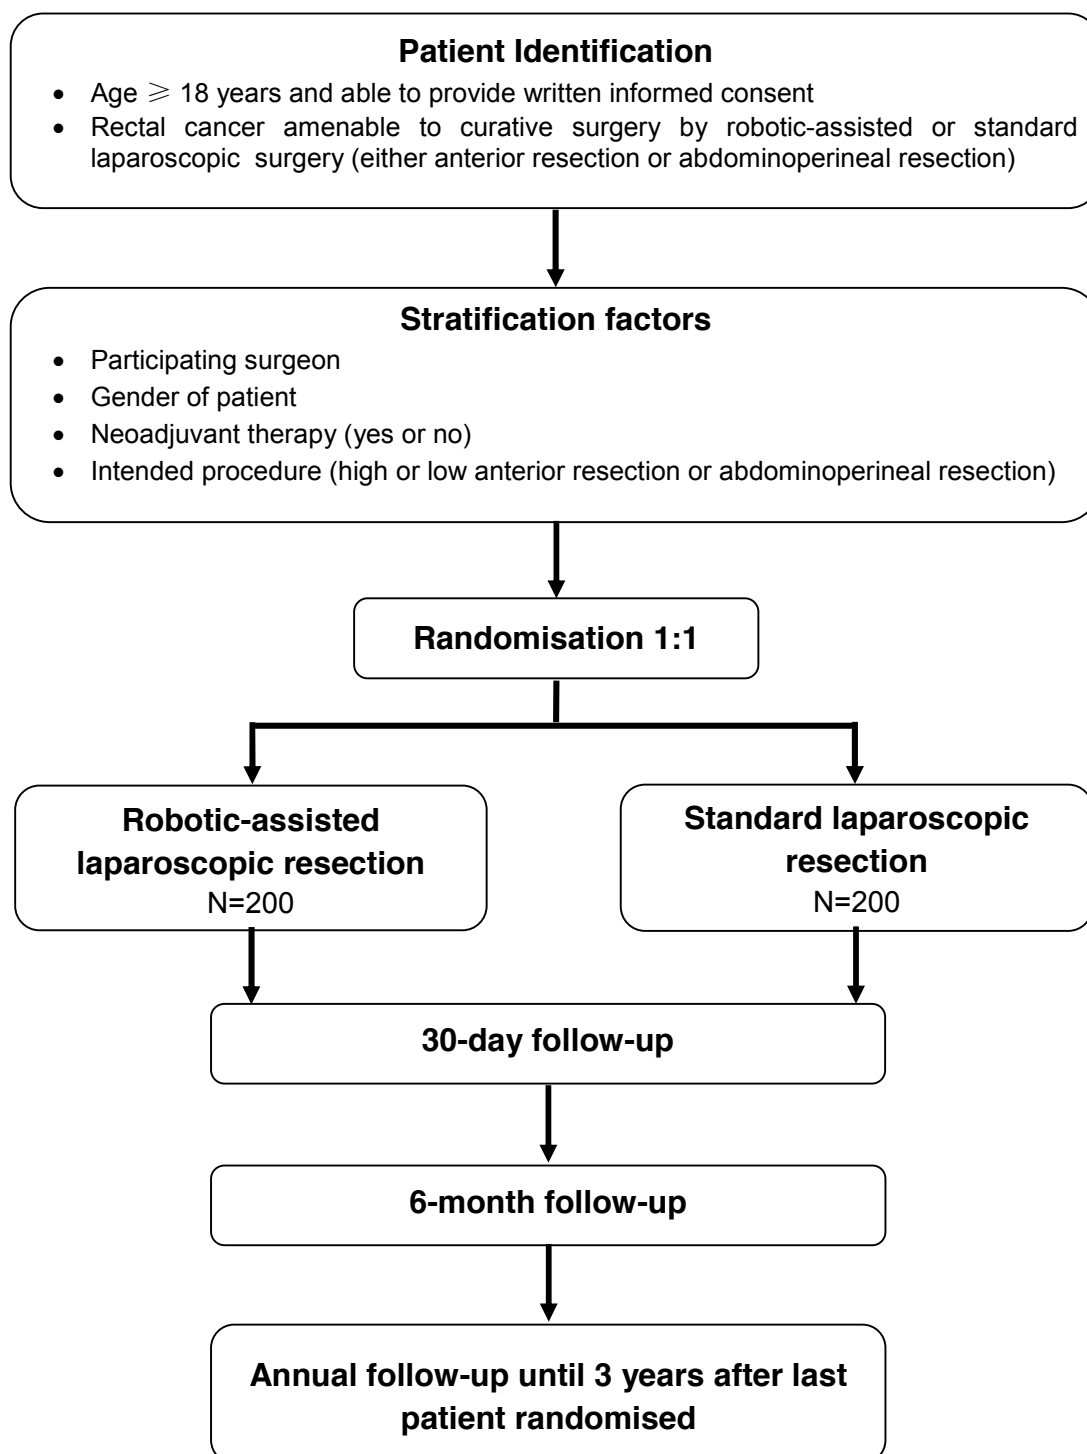 Patient Identification
• Age ≥ 18 years and able to provide written informed consent
• Rectal cancer amenable to curative surgery by robotic-assisted or standard
laparoscopic surgery (either anterior resection or abdominoperineal resection)
Stratification factors
• Participating surgeon
• Gender of patient
• Neoadjuvant therapy (yes or no)
• Intended procedure (high or low anterior resection or abdominoperineal resection)
Randomisation 1:1
Robotic-assisted
laparoscopic resection
N=200
Standard laparoscopic
resection
N=200
30-day follow-up
6-month follow-up
Annual follow-up until 3 years after last
patient randomised